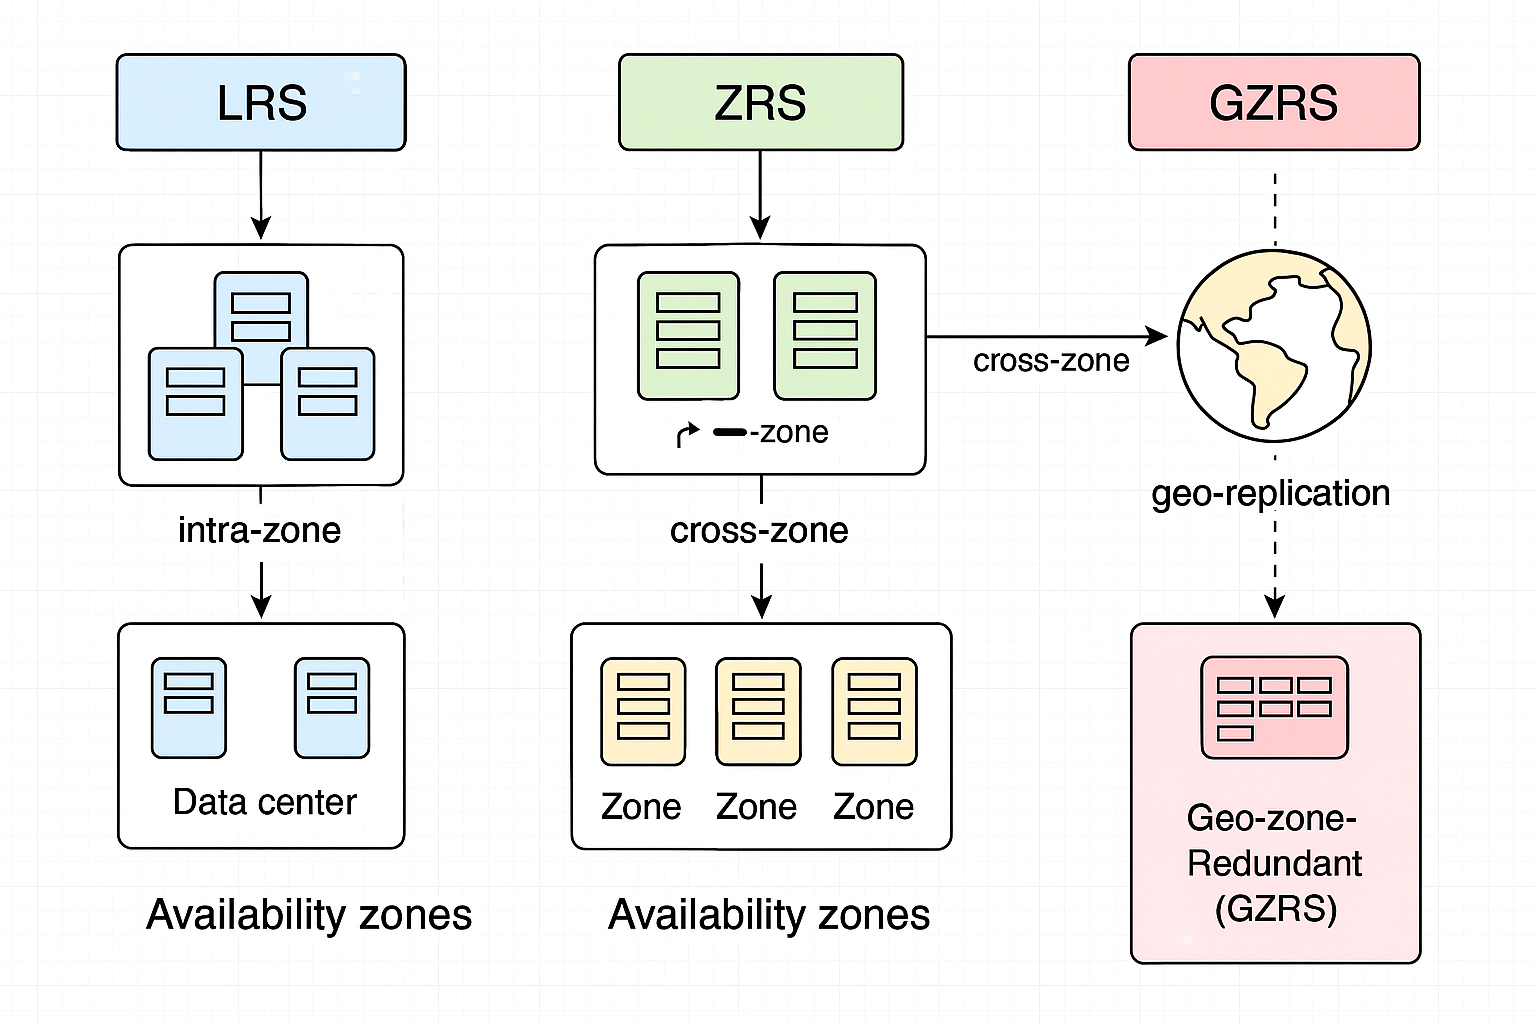 LRS
ZRS
GZRS
-zone
cross-zone
geo-replication
intra-zone
cross-zone
Data center
Zone Zone Zone
Geo-zone-
Redundant
(GZRS)
Availability zones
Availability zones